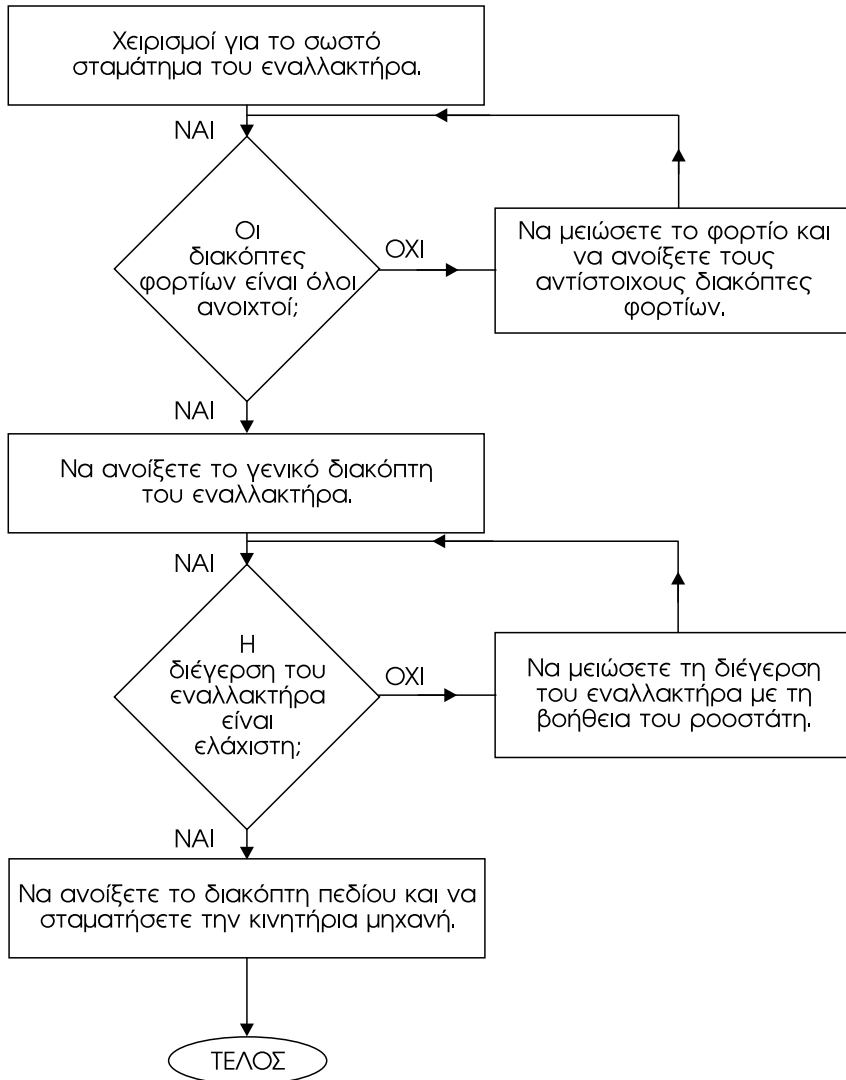 Χειρισμοί για το σωστό
σταμάτημα του εναλλακτήρα.
ΝΑΙ
Οι
διακόπτες
φορτίων είναι όλοι
ανοιχτοί;
ΟΧΙ
Να μειώσετε το φορτίο και
να ανοίξετε τους
αντίστοιχους διακόπτες
φορτίων.
ΝΑΙ
Να ανοίξετε το γενικό διακόπτη
του εναλλακτήρα.
ΝΑΙ
Η
διέγερση του
εναλλακτήρα
είναι
ελάχιστη;
ΟΧΙ
Να μειώσετε τη διέγερση
του εναλλακτήρα με τη
βοήθεια του ροοστάτη.
ΝΑΙ
Να ανοίξετε το διακόπτη πεδίου και να
σταματήσετε την κινητήρια μηχανή.
ΤΕΛΟΣ